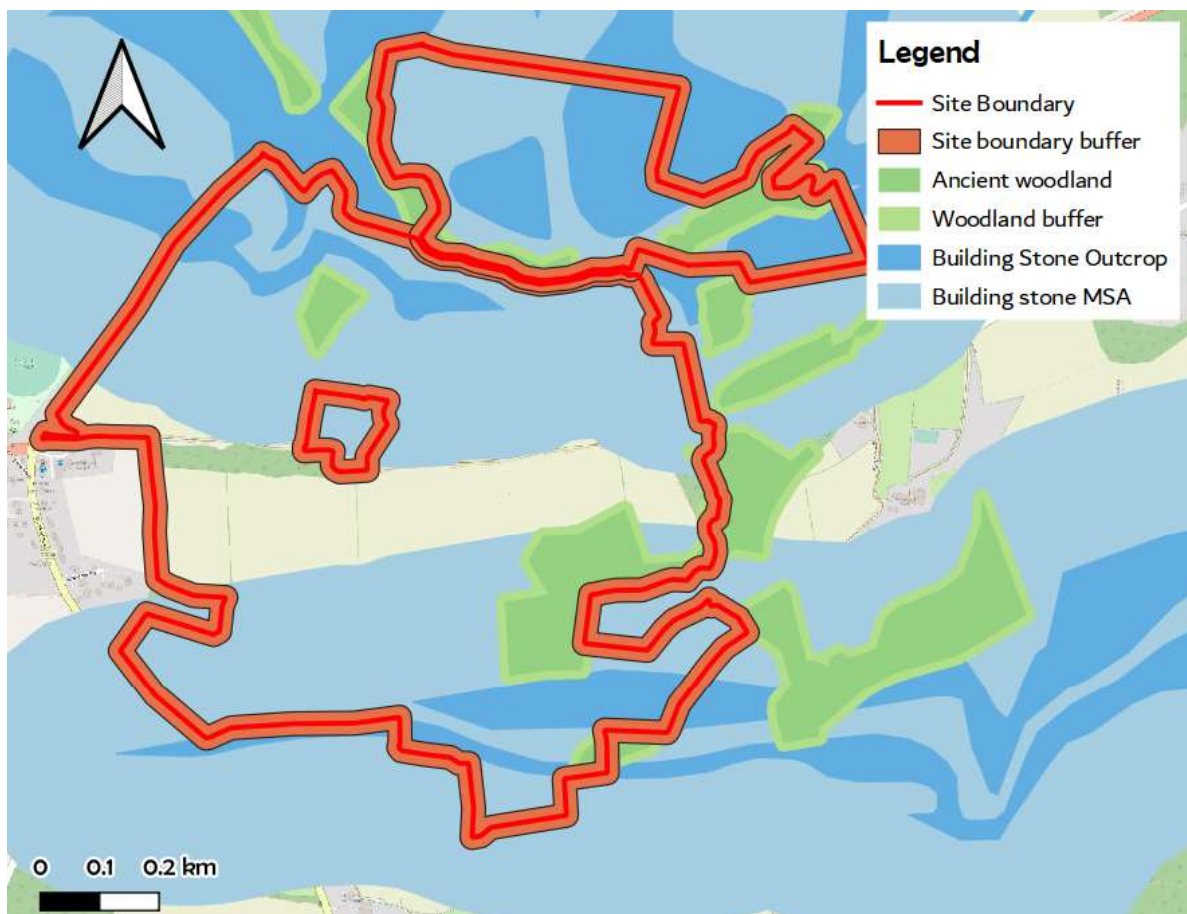 Legend
Site Boundary
Site boundary buffer
Ancient woodland
Woodland buffer
Building Stone Outcrop
Building stone MSA
0 0.1 0.2 km